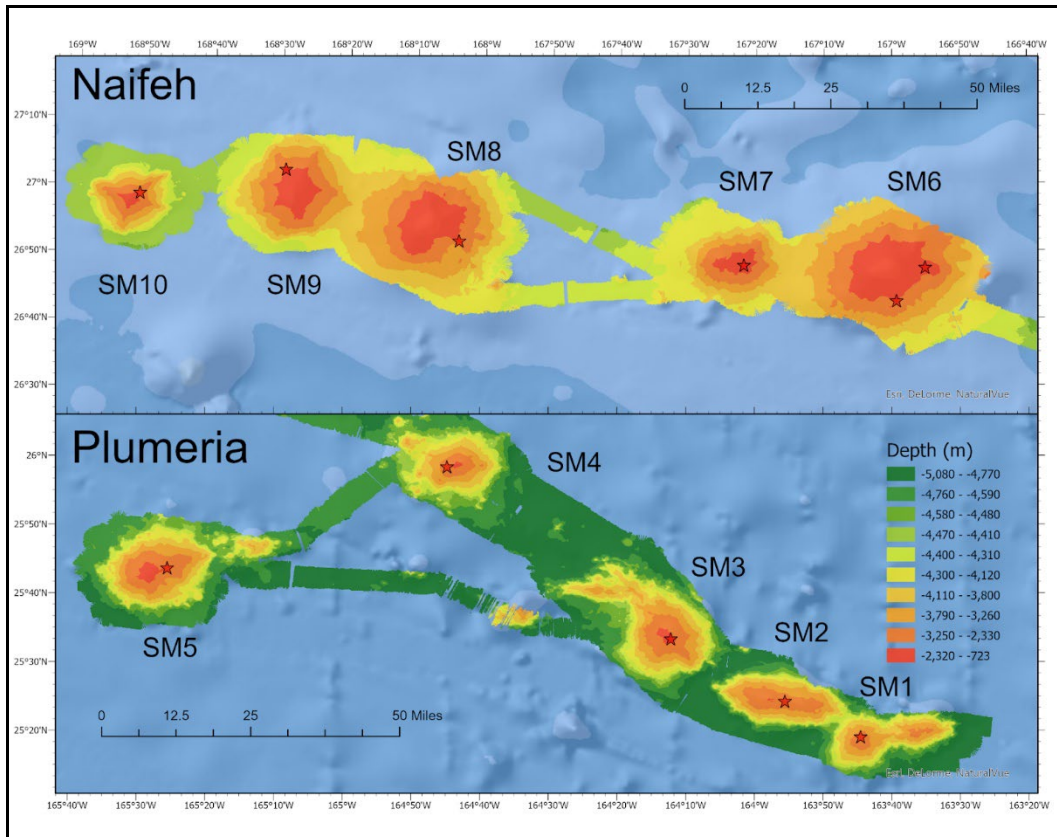 169°W 168°50'W 168°30'W 168°20'W 168°10'W 168°W 167°50'W 167°30'W 167°20'W 167°10'W 167°W 166°50'W 166°40'W
Naifeh
0 12.5 25 50 Miles
27°10'N
SM8
SM7 SM6
27°N
26°50'N
SM10 SM9
26°40'N
26°30'N
Esri, DeLorme, NaturalVue
Plumeria
Depth (m)
26°N
SM4
-5,080 - -4,770
-4,760 - -4,590
-4,580 - -4,480
-4,470 - -4,410
-4,400 - -4,310
-4,300 - -4,120
-4,110 - -3,800
-3,790 - -3,260
-3,250 - -2,330
-2,320 - -723
25°50'N
SM3
25°40'N
SM5
SM2
25°30'N
SM1
0 12.5 25 50 Miles
25°20'N
Esri, DeLorme, NaturalVue
165°40'W 165°30'W 165°20'W 165°10'W 165°W 164°50'W 164°40'W 164°20'W 164°10'W 164°W 163°50'W 163°40'W 163°30'W 163°20'W